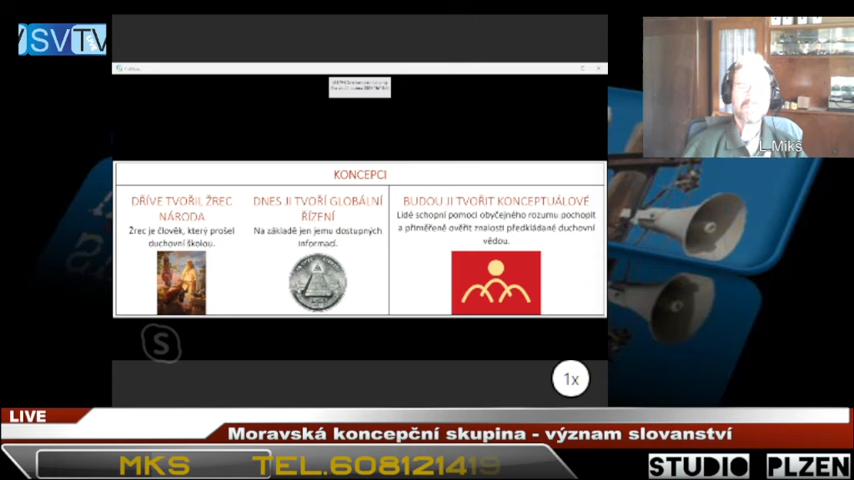 SVTV
L Mikš
KONCEPCI
DŘÍVE TVOŘIL ŽREC
NÁRODA
Žrec je člověk, který prošel
duchovní školou.
DNES JI TVOŘÍ GLOBÁLNÍ
ŘÍZENÍ
Na základě jen jemu dostupných
informací.
BUDOU JI TVOŘIT KONCEPTUÁLOVÉ
Lidé schopní pomocí obyčejného rozumu pochopit
a přiměřeně ověřit znalosti předkládané duchovní
vědou.
S
1x
LIVE
Moravská koncepční skupina - význam slovanství
MKS TEL.608121419
STUDIO PLZEN